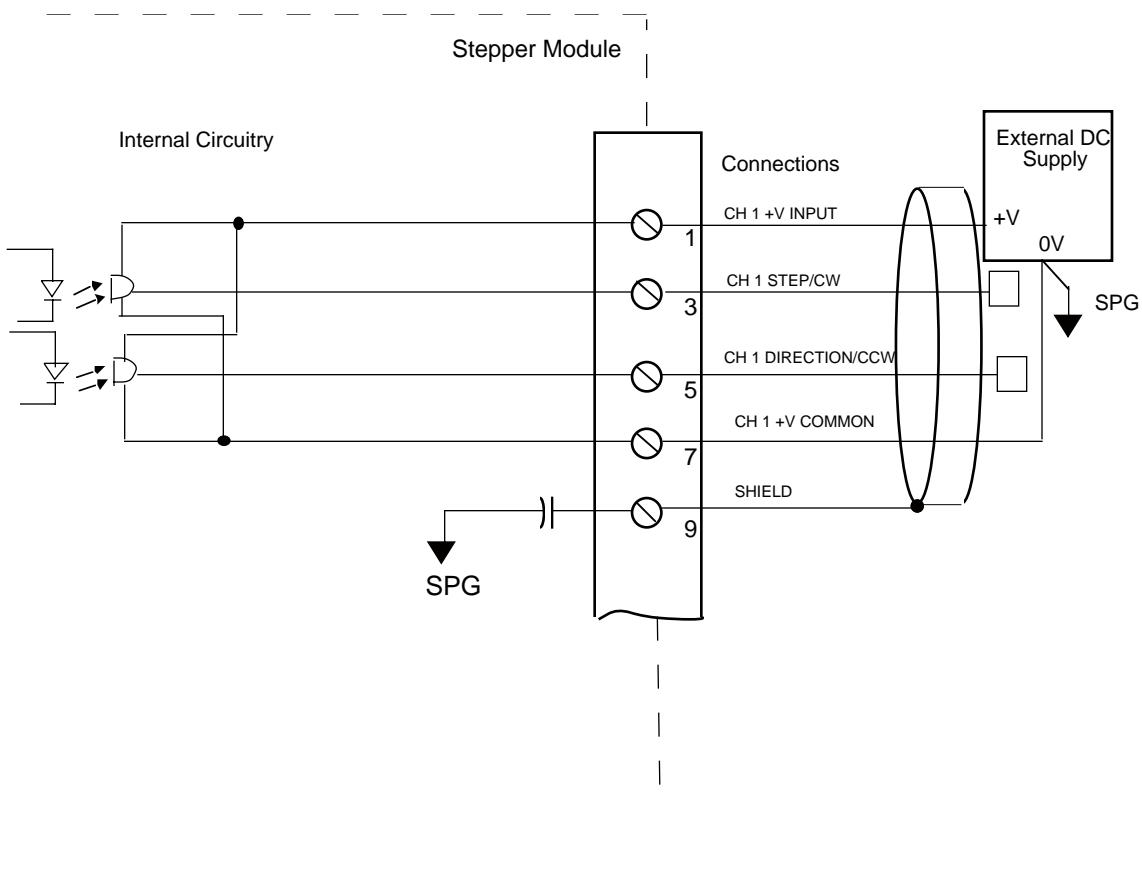 Stepper Module
Internal Circuitry
Connections
External DC
Supply
CH 1 +V INPUT
+V
1
0V
CH 1 STEP/CW
3
SPG
CH 1 DIRECTION/CCW
5
CH 1 +V COMMON
7
SHIELD
9
SPG